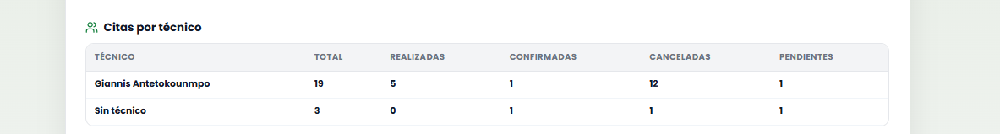 Citas por técnico
TÉCNICO TOTAL REALIZADAS CONFIRMADAS CANCELADAS PENDIENTES
Giannis Antetokounmpo 19 5 1 12 1
Sin técnico 3 0 1 1 1